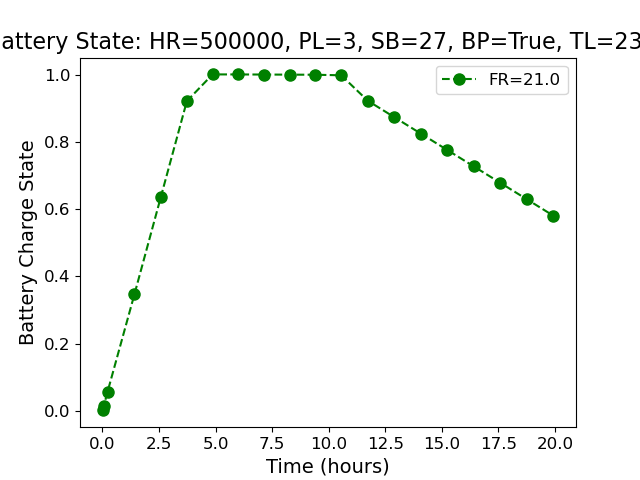 attery State: HR=500000, PL=3, SB=27, BP=True, TL=23
FR=21.0
Battery Charge State
1.0
0.8
0.6
0.4
0.2
0.0
0.0 2.5 5.0 7.5 10.0 12.5 15.0 17.5 20.0
Time (hours)